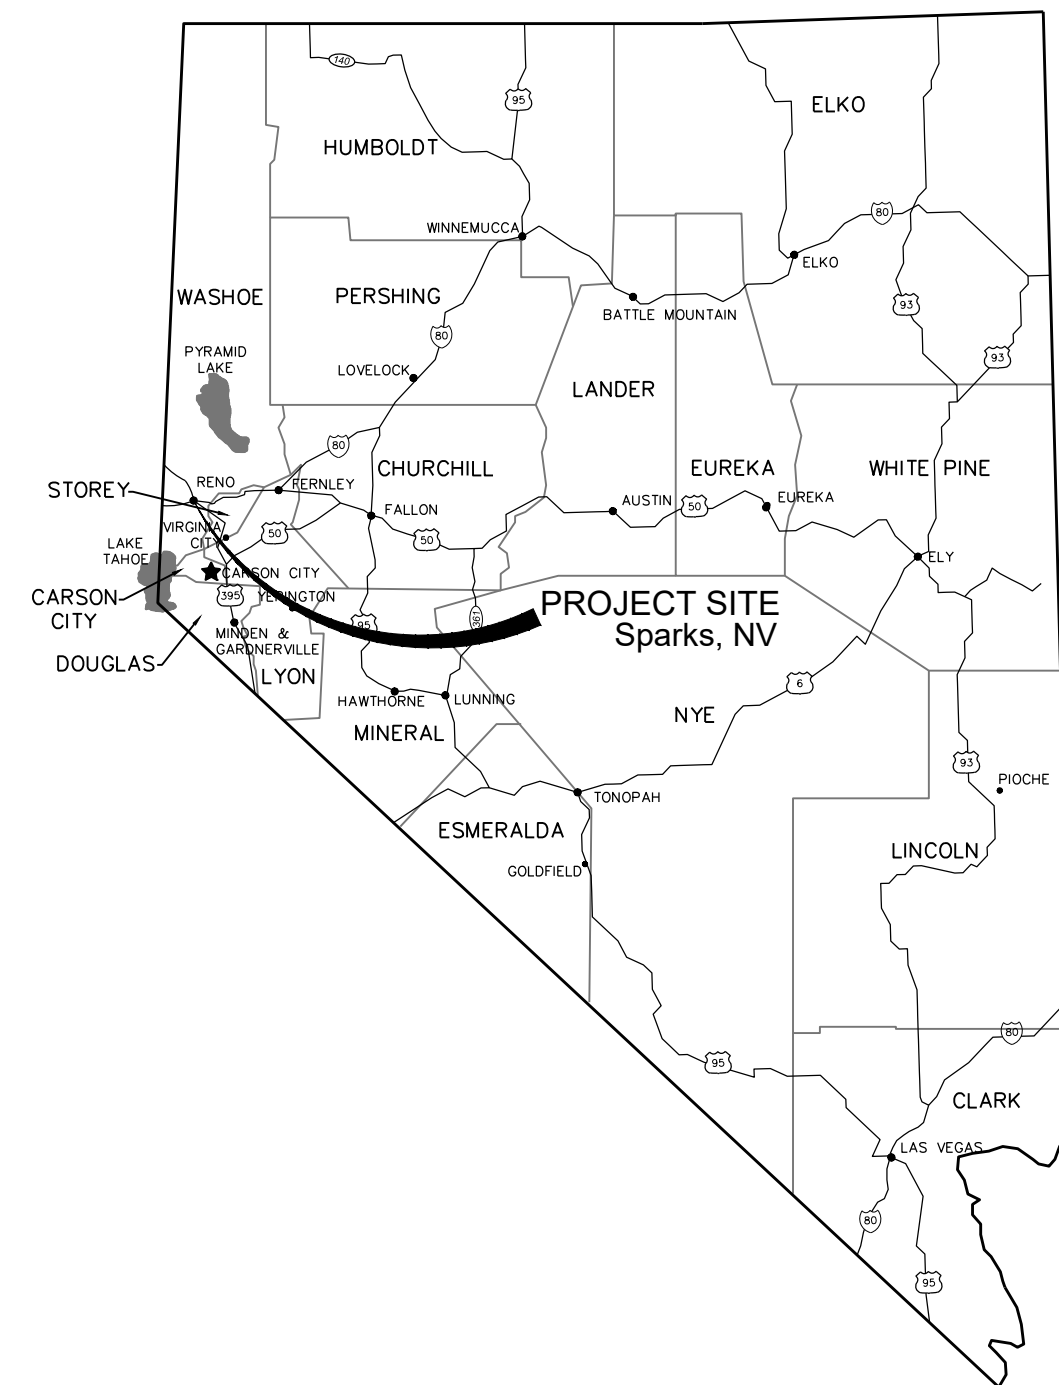 140
95
ELKO
HUMBOLDT
WINNEMUCCA
80
ELKO
WASHOE
PERSHING
93
BATTLE MOUNTAIN
80
PYRAMID
LAKE
93
LOVELOCK
LANDER
80
CHURCHILL
EUREKA
WHITE PINE
STOREY
RENO
FERNLEY
FALLON
AUSTIN
50
EUREKA
VIRGINIA
CITY
50
50
LAKE
TAHOE
ELY
CARSON CITY
CARSON
CITY
395
YERINGTON
95
361
PROJECT SITE
Sparks, NV
MINDEN &
GARDNERVILLE
DOUGLAS
LYON
6
HAWTHORNE
LUNNING
NYE
MINERAL
93
PIOCHE
TONOPAH
ESMERALDA
LINCOLN
GOLDFIELD
80
95
CLARK
LAS VEGAS
80
95